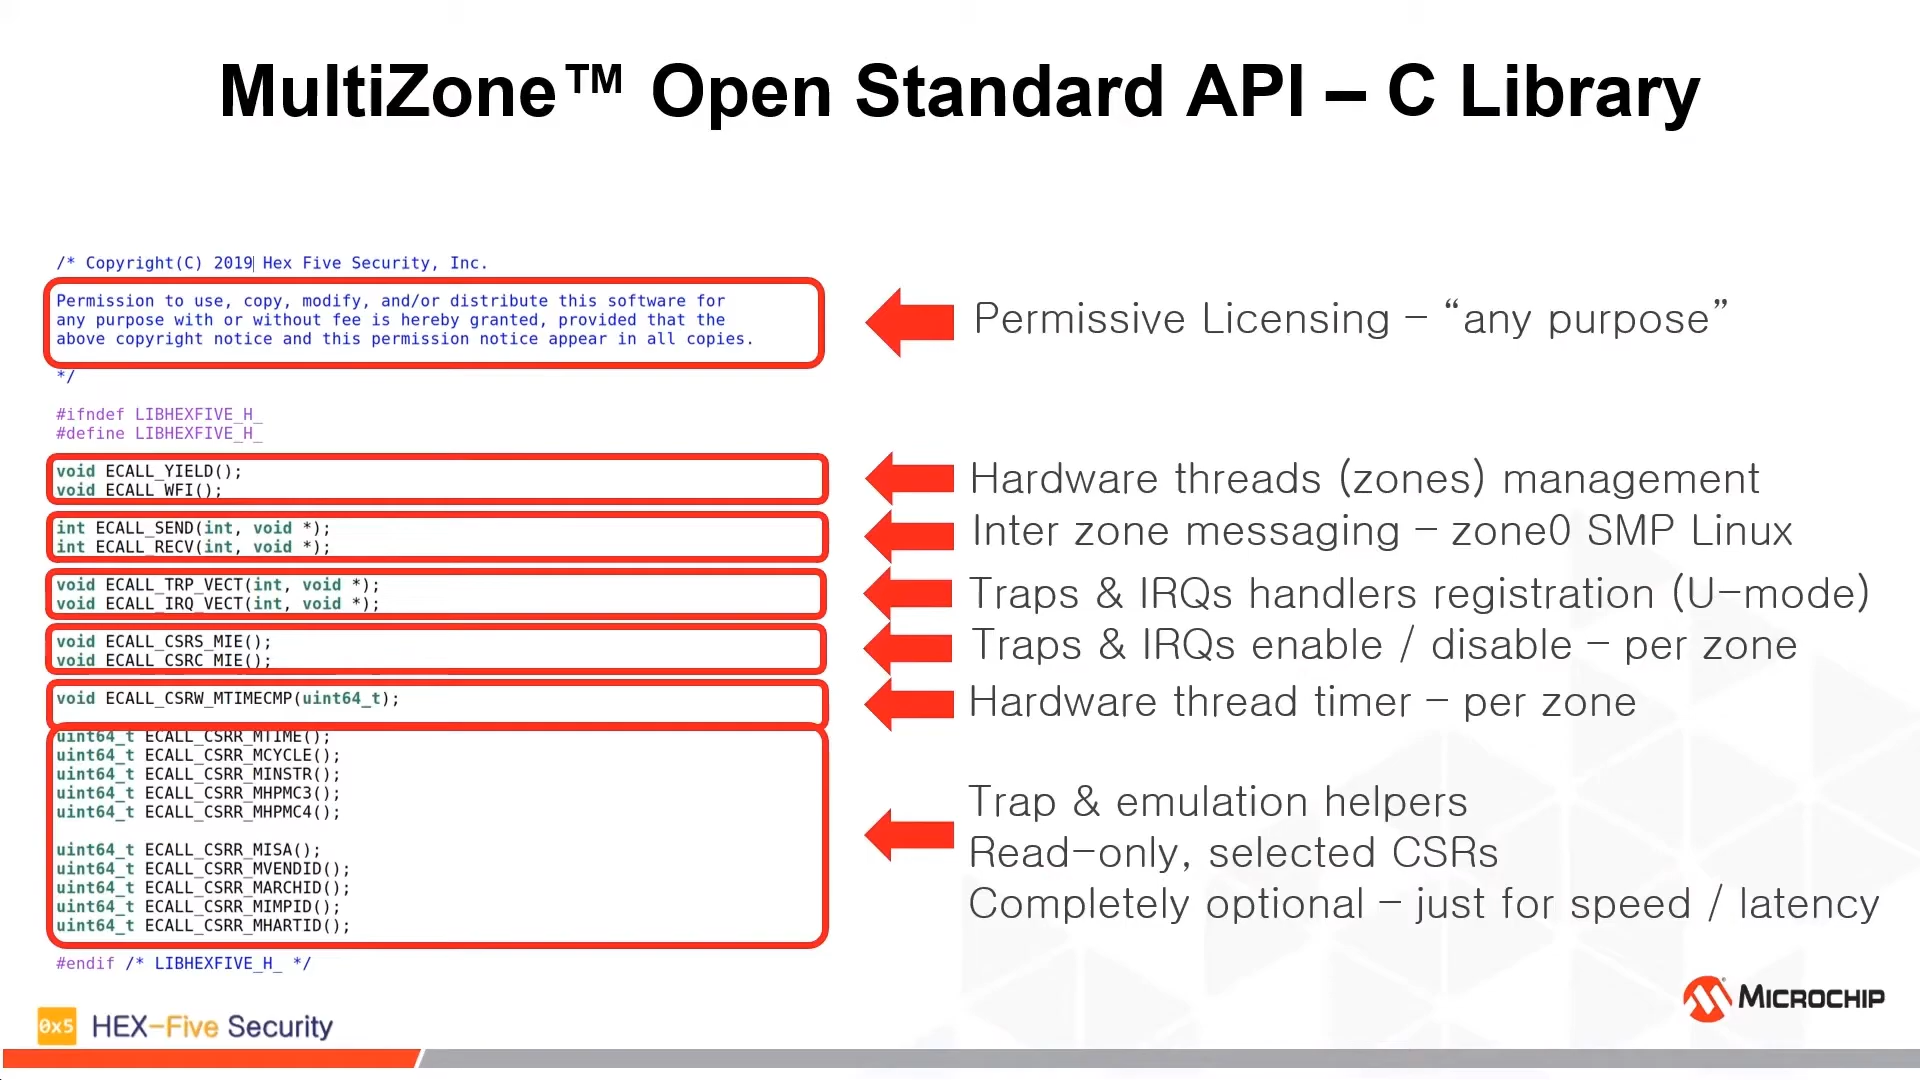 MultiZone™ Open Standard API – C Library
/* Copyright(C) 2019 Hex Five Security, Inc.
Permission to use, copy, modify, and/or distribute this software for
any purpose with or without fee is hereby granted, provided that the
above copyright notice and this permission notice appear in all copies.
*/
Permissive Licensing – “any purpose”
#ifndef LIBHEXFIVE_H_
#define LIBHEXFIVE_H_
void ECALL_YIELD();
void ECALL_WFI();
Hardware threads (zones) management
int ECALL_SEND(int, void *);
int ECALL_RECV(int, void *);
Inter zone messaging – zone0 SMP Linux
void ECALL_TRP_VECT(int, void *);
void ECALL_IRQ_VECT(int, void *);
Traps & IRQs handlers registration (U-mode)
void ECALL_CSRS_MIE();
void ECALL_CSRC_MIE();
Traps & IRQs enable / disable – per zone
void ECALL_CSRW_MTIMECMP(uint64_t);
Hardware thread timer – per zone
uint64_t ECALL_CSRR_MTIME();
uint64_t ECALL_CSRR_MCYCLE();
uint64_t ECALL_CSRR_MINSTR();
uint64_t ECALL_CSRR_MHPMC3();
uint64_t ECALL_CSRR_MHPMC4();
uint64_t ECALL_CSRR_MISA();
uint64_t ECALL_CSRR_MVENDID();
uint64_t ECALL_CSRR_MARCHID();
uint64_t ECALL_CSRR_MIMPID();
uint64_t ECALL_CSRR_MHARTID();
Trap & emulation helpers
Read-only, selected CSRs
Completely optional – just for speed / latency
#endif /* LIBHEXFIVE_H_ */
0x5 HEX-Five Security
MICROCHIP